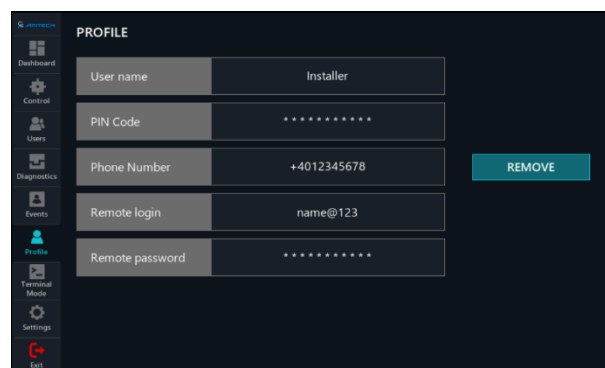 PROFILE
Dashboard
Control
Users
Diagnostics
Events
Profile
Terminal
Mode
Settings
Exit
User name Installer
PIN Code ***********
Phone Number +4012345678 REMOVE
Remote login name@123
Remote password ***********